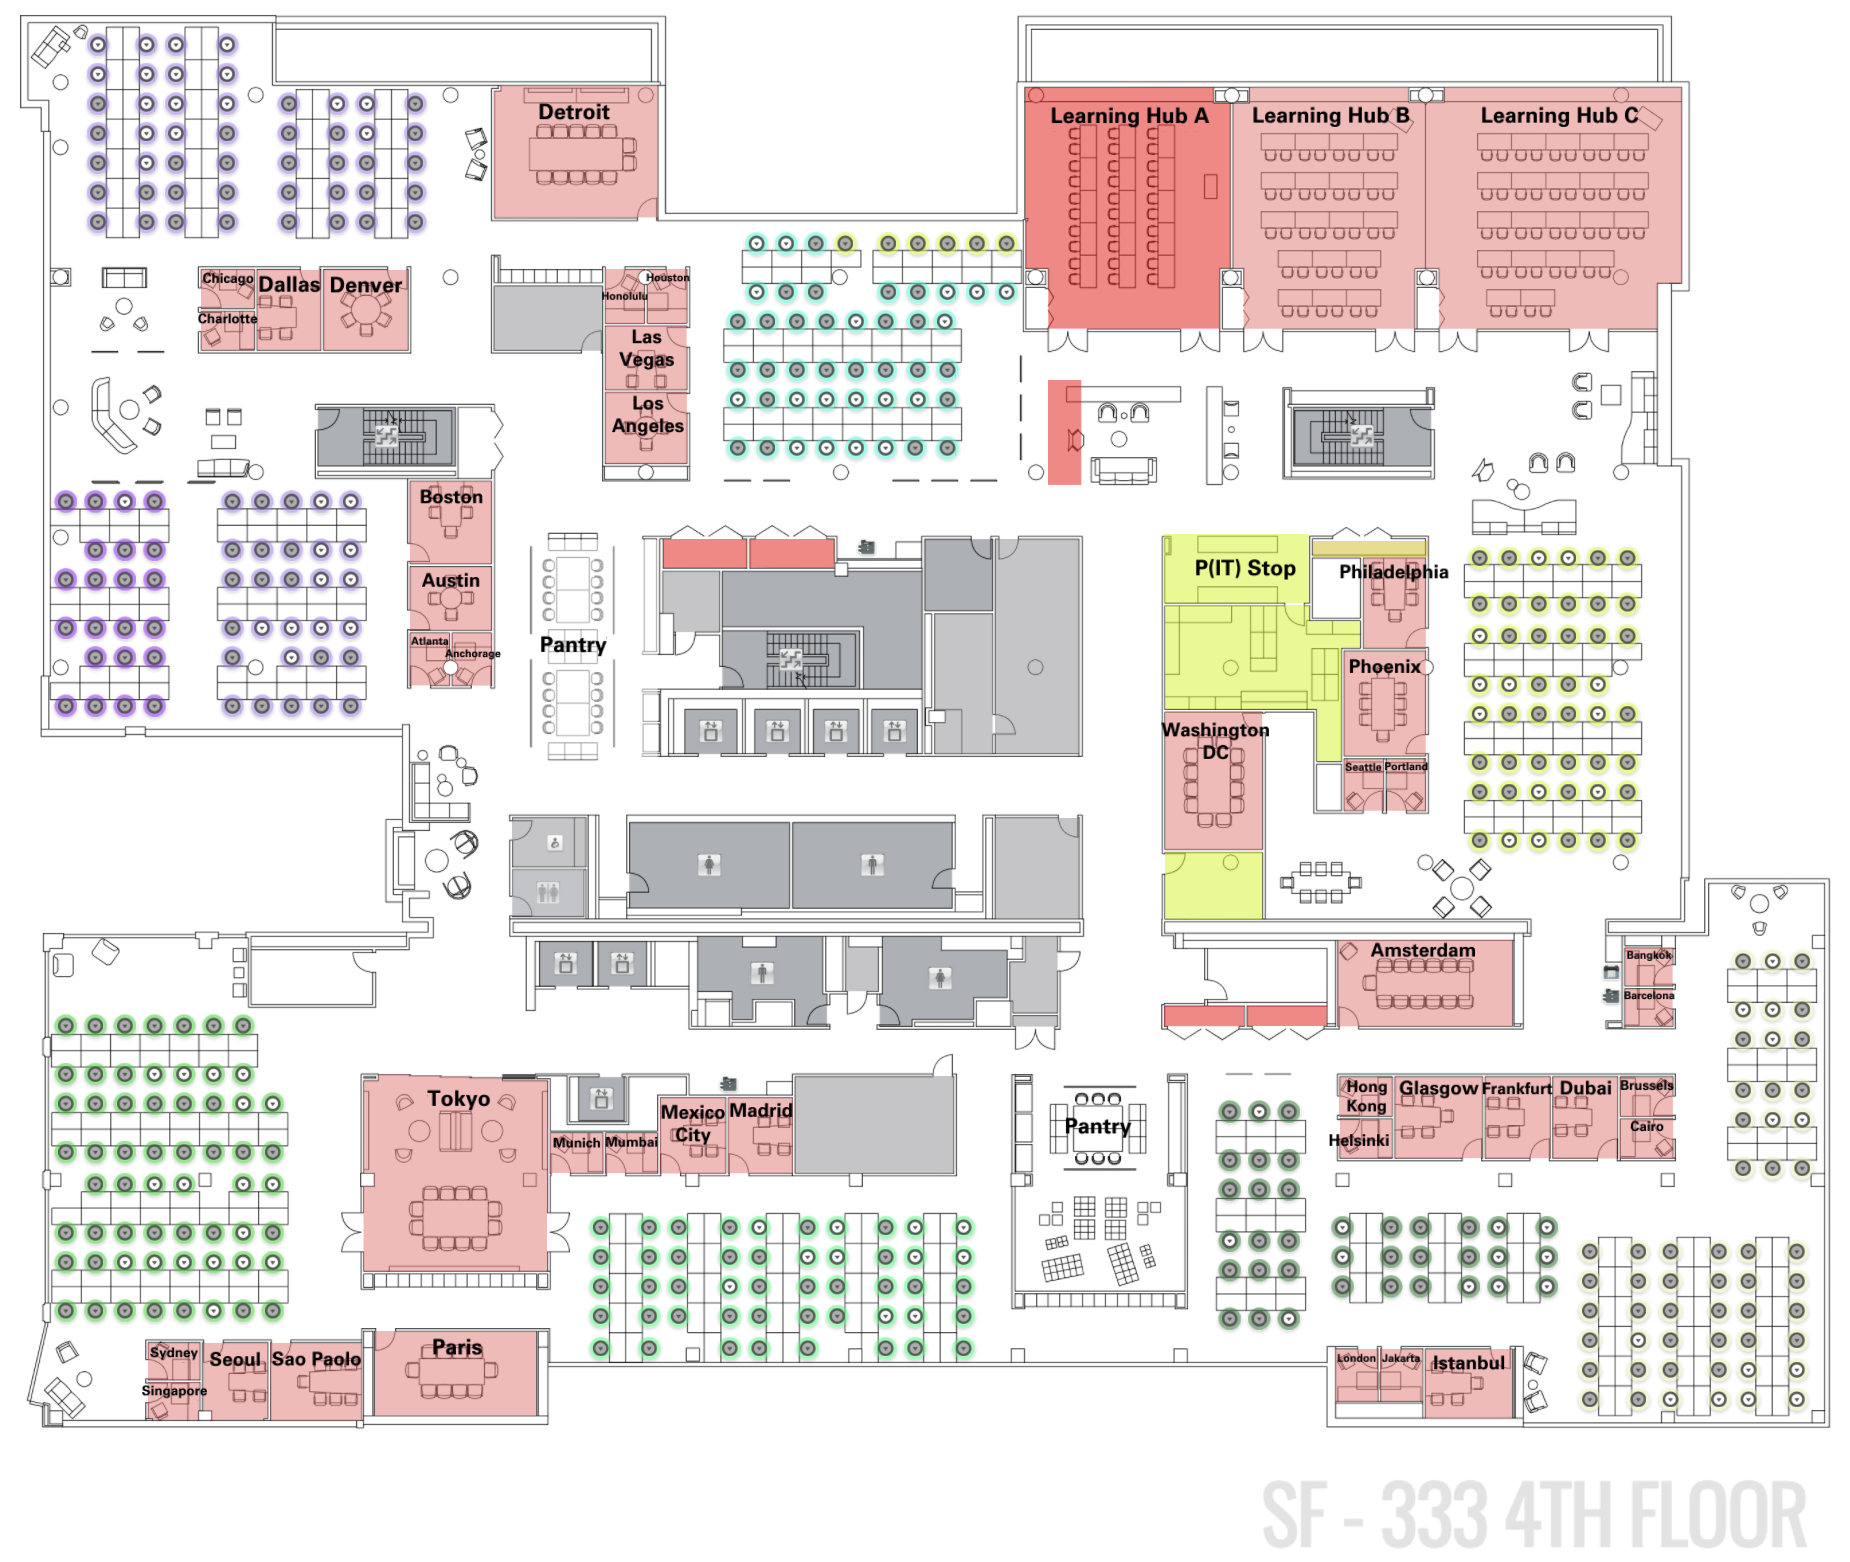 Detroit
Learning Hub A
Learning Hub B
Learning Hub C
Chicago
Dallas
Denver
Charlotte
Houston
Honolulu
Las
Vegas
Los
Angeles
Boston
Austin
Atlanta
Anchorage
Pantry
P(IT) Stop
Philadelphia
Phoenix
Washington
DC
Seattle
Portland
Amsterdam
Bangkok
Barcelona
Tokyo
Munich
Mumbai
Mexico
City
Madrid
Pantry
Hong
Kong
Glasgow
Frankfurt
Dubai
Brussels
Helsinki
Cairo
Sydney
Singapore
Seoul
Sao Paolo
Paris
London
Jakarta
Istanbul
SF - 333 4TH FLOOR